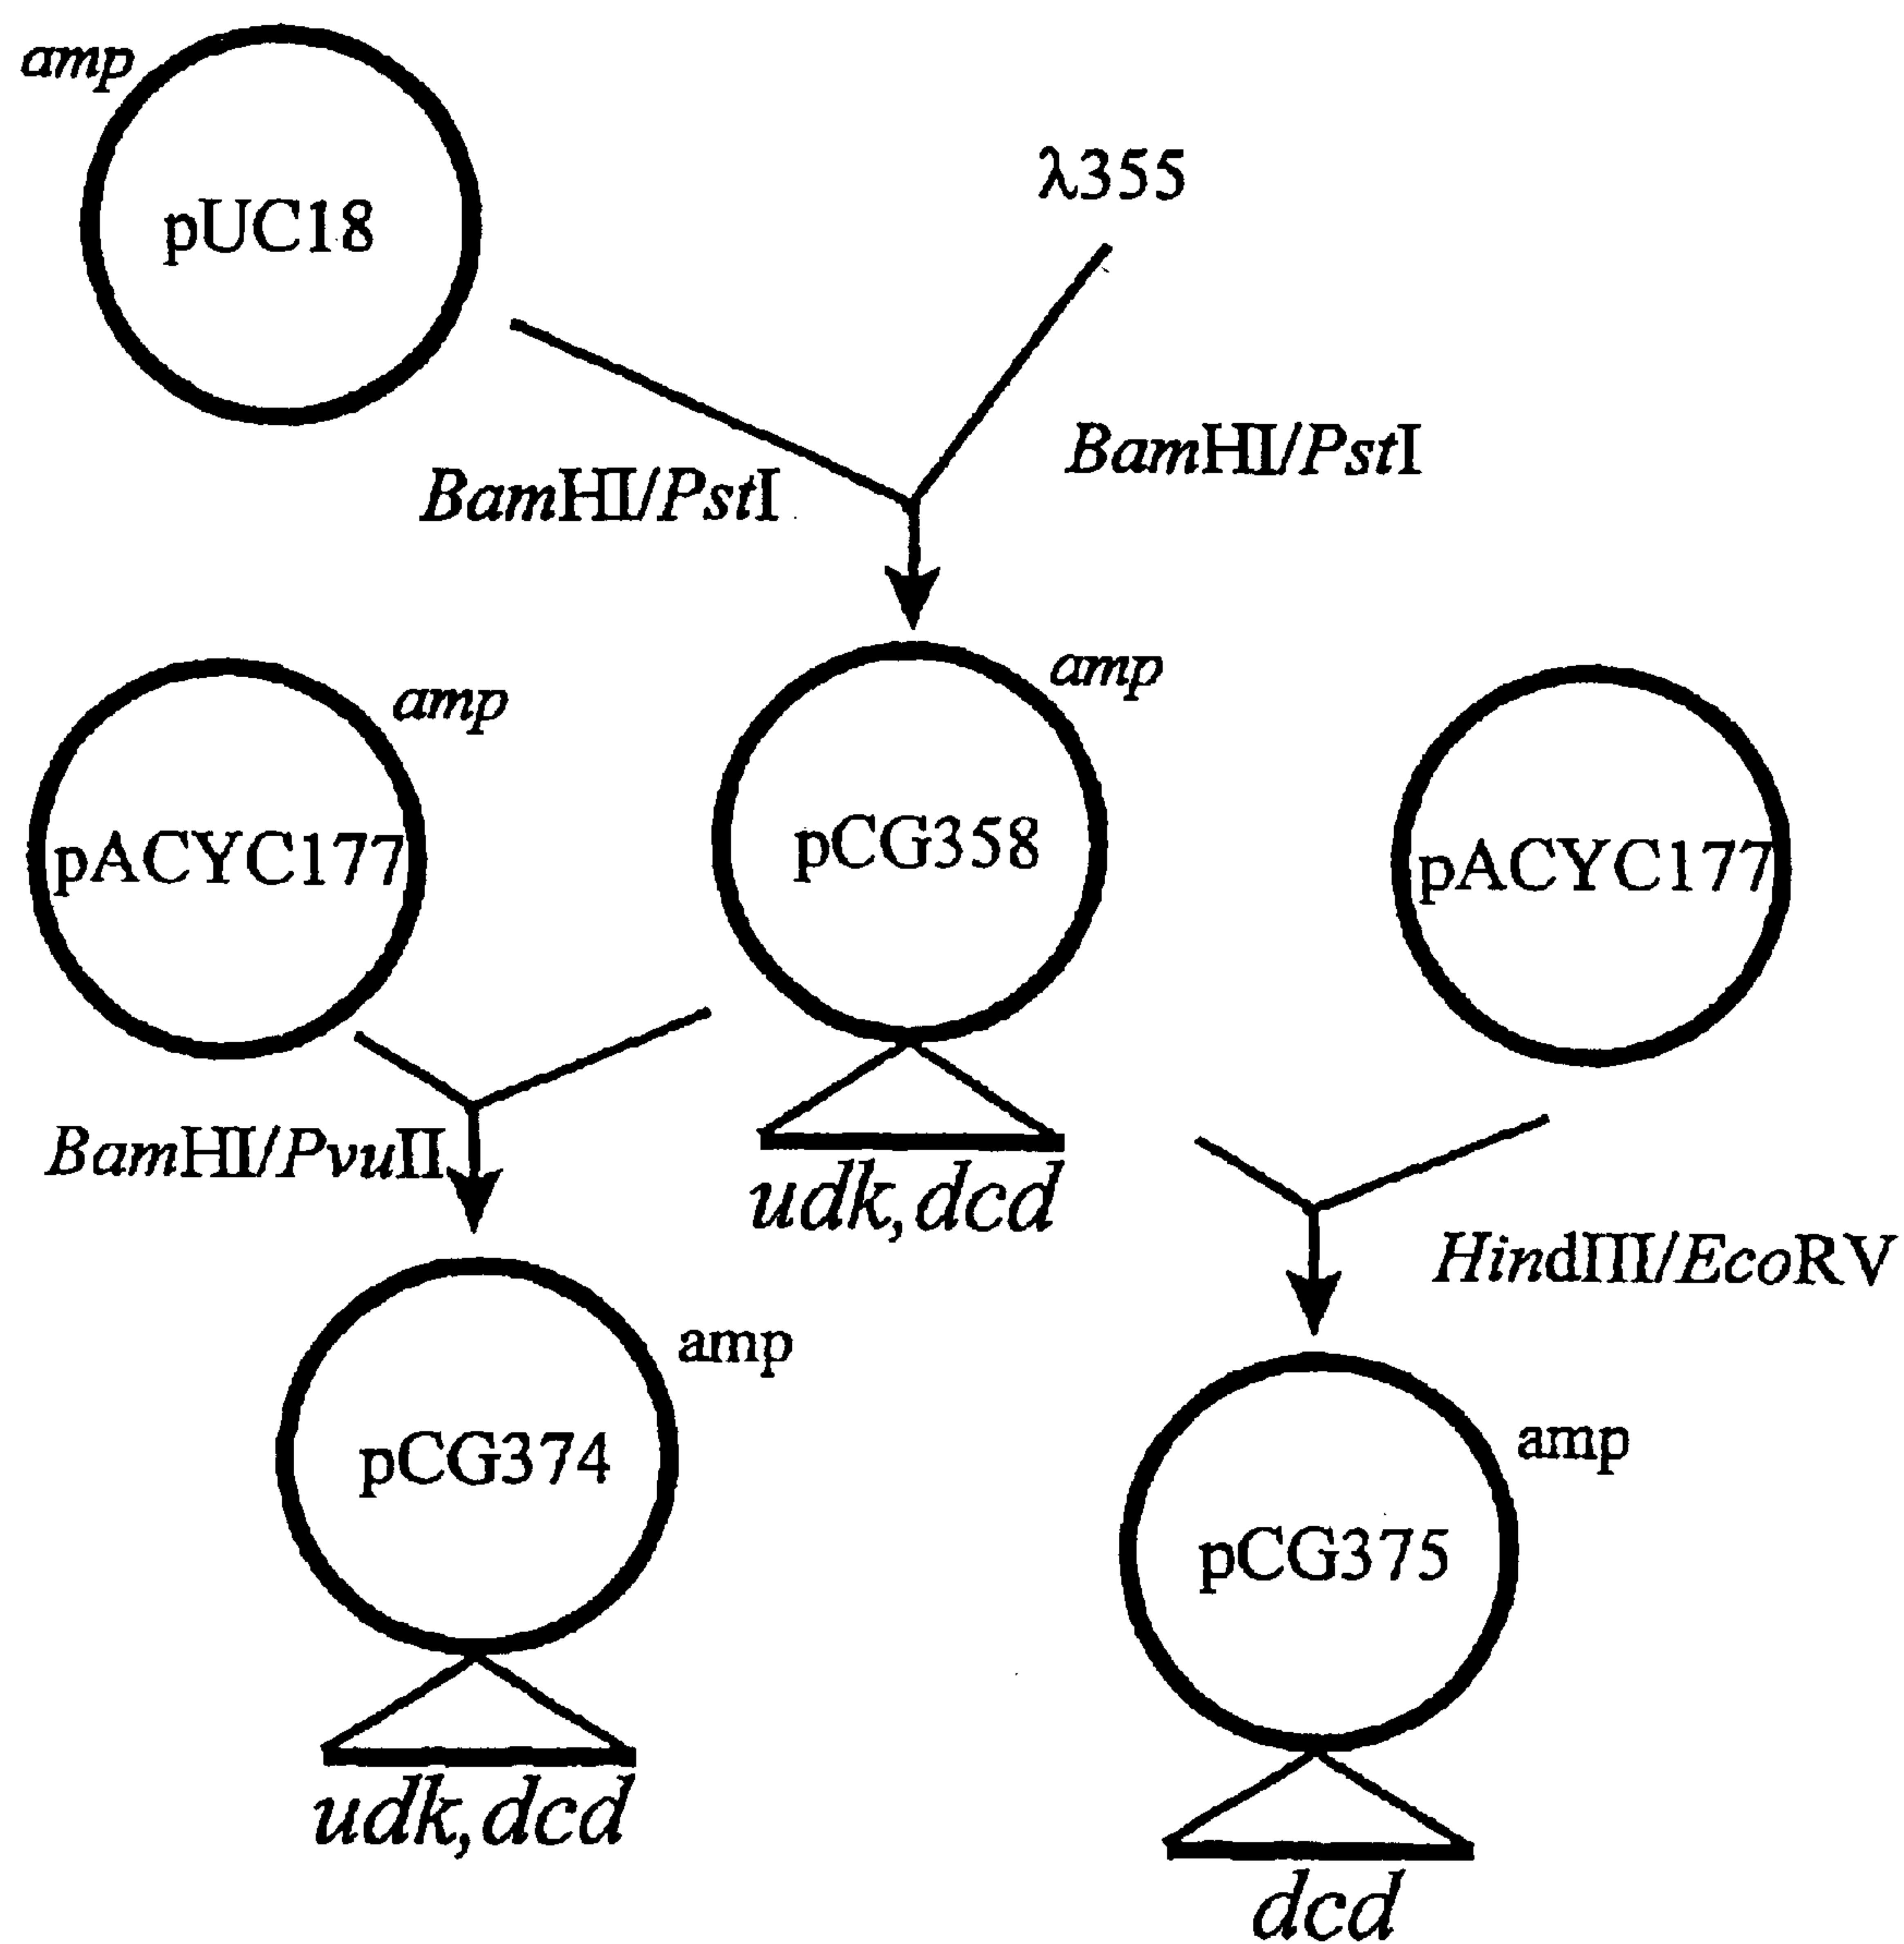 amp
pUC18
λ355
BamHI/PstI
BamHI/PstI
amp
pACYC177
amp
pCG358
pACYC177
BamHI/PvuII
udk,dcd
HindIII/EcoRV
amp
pCG374
amp
pCG375
udk,dcd
dcd